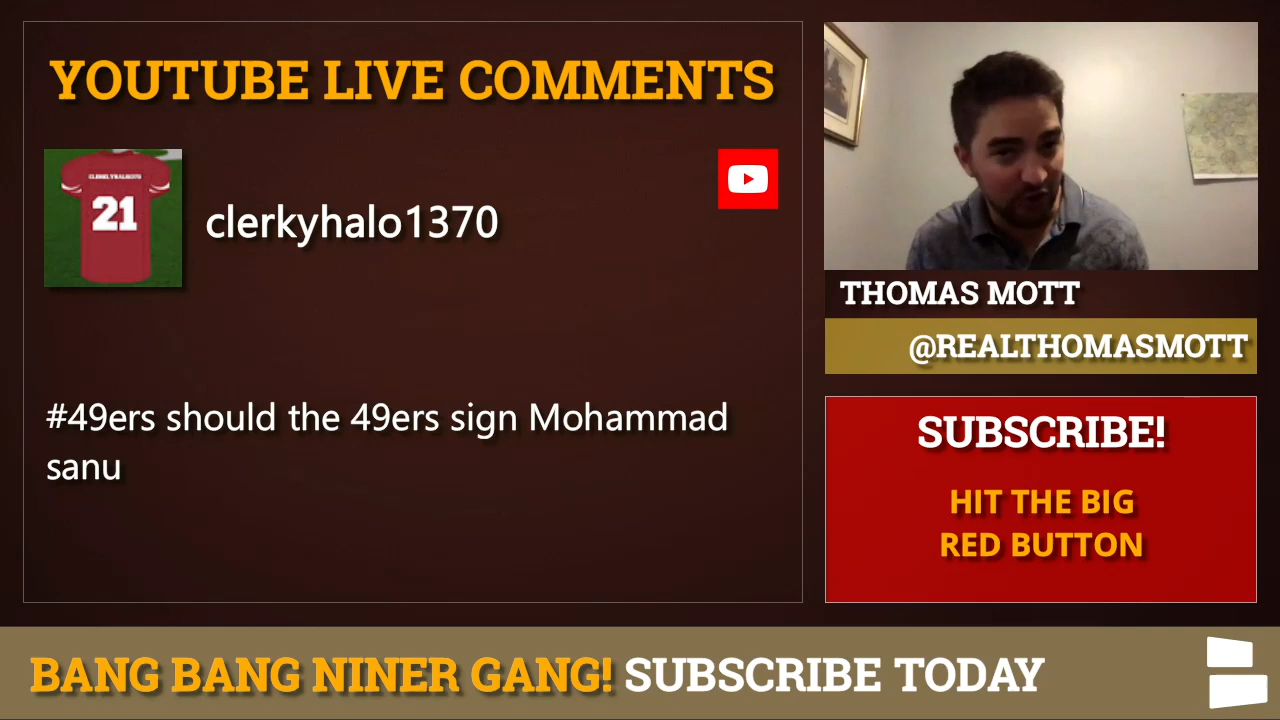 YOUTUBE LIVE COMMENTS
21
clerkyhalo1370
#49ers should the 49ers sign Mohammad
sanu
THOMAS MOTT
@REALTHOMASMOTT
SUBSCRIBE!
HIT THE BIG
RED BUTTON
BANG BANG NINER GANG! SUBSCRIBE TODAY